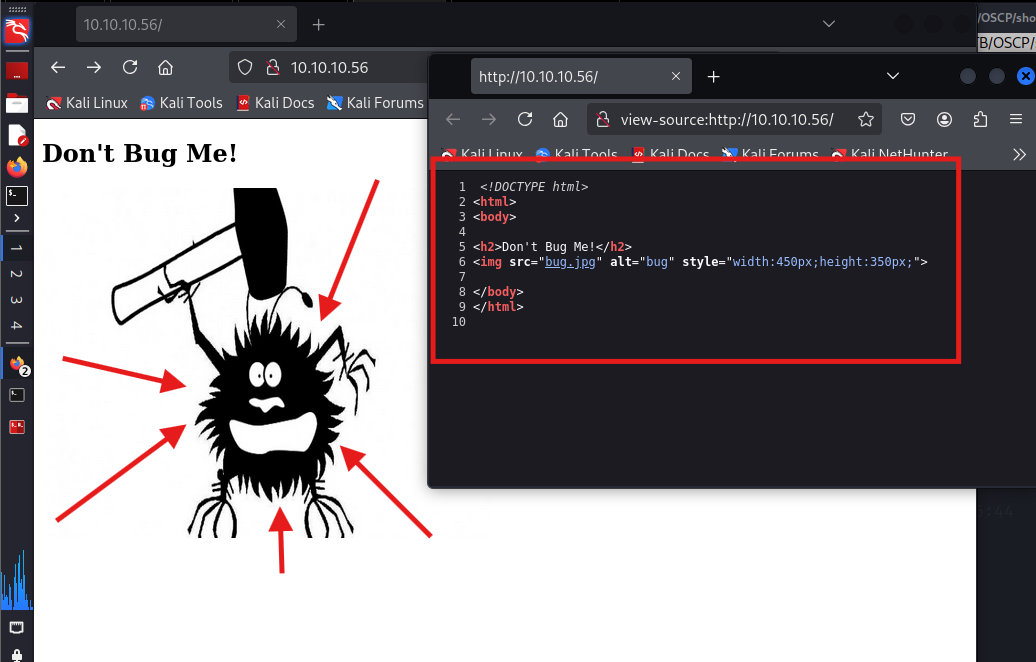 10.10.10.56/
/OSCP/sho
B/OSCP/
10.10.10.56
Kali Linux Kali Tools Kali Docs Kali Forums
Don't Bug Me!
http://10.10.10.56/
view-source:http://10.10.10.56/
Kali Linux Kali Tools Kali Docs Kali Forums Kali NetHunter
1 <!DOCTYPE html>
2 <html>
3 <body>
4
5 <h2>Don't Bug Me!</h2>
6 <img src="bug.jpg" alt="bug" style="width:450px;height:350px;">
7
8 </body>
9 </html>
10
1
2
3
4
2